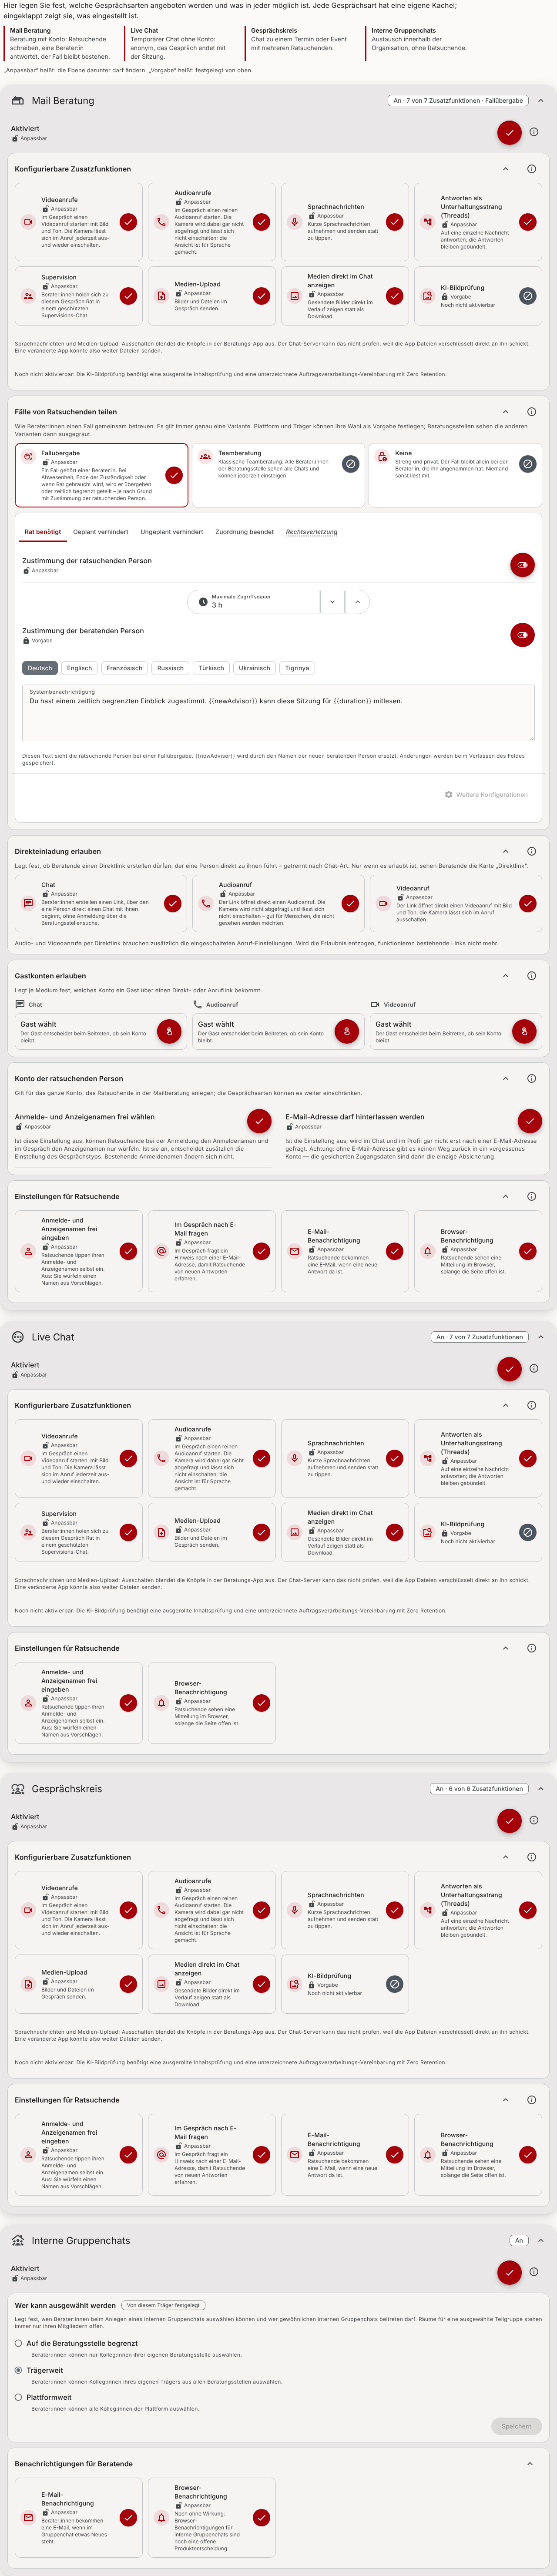 Hier legen Sie fest, welche Gesprächsarten angeboten werden und was in jeder möglich ist. Jede Gesprächsart hat eine eigene Kachel;
eingeklappt zeigt sie, was eingestellt ist.
Mail Beratung
Beratung mit Konto: Ratsuchende
schreiben, eine Berater:in
antwortet, der Fall bleibt bestehen.
Live Chat
Temporärer Chat ohne Konto:
anonym, das Gespräch endet mit
der Sitzung.
Gesprächskreis
Chat zu einem Termin oder Event
mit mehreren Ratsuchenden.
Interne Gruppenchats
Austausch innerhalb der
Organisation, ohne Ratsuchende.
„Anpassbar“ heißt: die Ebene darunter darf ändern. „Vorgabe“ heißt: festgelegt von oben.
Mail Beratung
An · 7 von 7 Zusatzfunktionen · Fallübergabe
Aktiviert
Anpassbar
Konfigurierbare Zusatzfunktionen
Videoanrufe
Anpassbar
Im Gespräch einen
Videoanruf starten: mit Bild
und Ton. Die Kamera lässt
sich im Anruf jederzeit aus-
und wieder einschalten.
Audioanrufe
Anpassbar
Im Gespräch einen reinen
Audioanruf starten. Die
Kamera wird dabei gar nicht
abgefragt und lässt sich
nicht einschalten; die
Ansicht ist für Sprache
gemacht.
Sprachnachrichten
Anpassbar
Kurze Sprachnachrichten
aufnehmen und senden statt
zu tippen.
Antworten als
Unterhaltungsstrang
(Threads)
Anpassbar
Auf eine einzelne Nachricht
antworten; die Antworten
bleiben gebündelt.
Supervision
Anpassbar
Berater:innen holen sich zu
diesem Gespräch Rat in
einem geschützten
Supervisions-Chat.
Medien-Upload
Anpassbar
Bilder und Dateien im
Gespräch senden.
Medien direkt im Chat
anzeigen
Anpassbar
Gesendete Bilder direkt im
Verlauf zeigen statt als
Download.
KI-Bildprüfung
Vorgabe
Noch nicht aktivierbar
Sprachnachrichten und Medien-Upload: Ausschalten blendet die Knöpfe in der Beratungs-App aus. Der Chat-Server kann das nicht prüfen, weil die App Dateien verschlüsselt direkt an ihn schickt.
Eine veränderte App könnte also weiter Dateien senden.
Noch nicht aktivierbar: Die KI-Bildprüfung benötigt eine ausgerollte Inhaltsprüfung und eine unterzeichnete Auftragsverarbeitungs-Vereinbarung mit Zero Retention.
Fälle von Ratsuchenden teilen
Wie Berater:innen einen Fall gemeinsam betreuen. Es gilt immer genau eine Variante. Plattform und Träger können ihre Wahl als Vorgabe festlegen; Beratungsstellen sehen die anderen
Varianten dann ausgegraut.
Fallübergabe
Anpassbar
Ein Fall gehört einer Berater:in. Bei
Abwesenheit, Ende der Zuständigkeit oder
wenn Rat gebraucht wird, wird er übergeben
oder zeitlich begrenzt geteilt – je nach Grund
mit Zustimmung der ratsuchenden Person.
Teamberatung
Klassische Teamberatung: Alle Berater:innen
der Beratungsstelle sehen alle Chats und
können jederzeit einsteigen.
Keine
Streng und privat: Der Fall bleibt allein bei der
Berater:in, die ihn angenommen hat. Niemand
sonst liest mit.
Rat benötigt
Geplant verhindert
Ungeplant verhindert
Zuordnung beendet
Rechtsverletzung
Zustimmung der ratsuchenden Person
Anpassbar
Maximale Zugriffsdauer
3 h
Zustimmung der beratenden Person
Vorgabe
Deutsch
Englisch
Französisch
Russisch
Türkisch
Ukrainisch
Tigrinya
Systembenachrichtigung
Du hast einem zeitlich begrenzten Einblick zugestimmt. {{newAdvisor}} kann diese Sitzung für {{duration}} mitlesen.
Diesen Text sieht die ratsuchende Person bei einer Fallübergabe. {{newAdvisor}} wird durch den Namen der neuen beratenden Person ersetzt. Änderungen werden beim Verlassen des Feldes
gespeichert.
Weitere Konfigurationen
Direkteinladung erlauben
Legt fest, ob Beratende einen Direktlink erstellen dürfen, der eine Person direkt zu ihnen führt – getrennt nach Chat-Art. Nur wenn es erlaubt ist, sehen Beratende die Karte „Direktlink“.
Chat
Anpassbar
Berater:innen erstellen einen Link, über den
eine Person direkt einen Chat mit ihnen
beginnt, ohne Anmeldung über die
Beratungsstellensuche.
Audioanruf
Anpassbar
Der Link öffnet direkt einen Audioanruf. Die
Kamera wird nicht abgefragt und lässt sich
nicht einschalten – gut für Menschen, die nicht
gesehen werden möchten.
Videoanruf
Anpassbar
Der Link öffnet direkt einen Videoanruf mit Bild
und Ton; die Kamera lässt sich im Anruf
ausschalten.
Audio- und Videoanrufe per Direktlink brauchen zusätzlich die eingeschalteten Anruf-Einstellungen. Wird die Erlaubnis entzogen, funktionieren bestehende Links nicht mehr.
Gastkonten erlauben
Legt je Medium fest, welches Konto ein Gast über einen Direkt- oder Anruflink bekommt.
Chat
Audioanruf
Videoanruf
Gast wählt
Der Gast entscheidet beim Beitreten, ob sein Konto
bleibt.
Gast wählt
Der Gast entscheidet beim Beitreten, ob sein Konto
bleibt.
Gast wählt
Der Gast entscheidet beim Beitreten, ob sein Konto
bleibt.
Konto der ratsuchenden Person
Gilt für das ganze Konto, das Ratsuchende in der Mailberatung anlegen; die Gesprächsarten können es weiter einschränken.
Anmelde- und Anzeigenamen frei wählen
Anpassbar
Ist diese Einstellung aus, können Ratsuchende bei der Anmeldung den Anmeldenamen und
im Gespräch den Anzeigenamen nur würfeln. Ist sie an, entscheidet zusätzlich die
Einstellung des Gesprächstyps. Bestehende Anmeldenamen ändern sich nicht.
E-Mail-Adresse darf hinterlassen werden
Anpassbar
Ist die Einstellung aus, wird im Chat und im Profil gar nicht erst nach einer E-Mail-Adresse
gefragt. Achtung: ohne E-Mail-Adresse gibt es keinen Weg zurück in ein vergessenes
Konto — die gesicherten Zugangsdaten sind dann die einzige Absicherung.
Einstellungen für Ratsuchende
Anmelde- und
Anzeigenamen frei
eingeben
Anpassbar
Ratsuchende tippen ihren
Anmelde- und
Anzeigenamen selbst ein.
Aus: Sie würfeln einen
Namen aus Vorschlägen.
Im Gespräch nach E-
Mail fragen
Anpassbar
Im Gespräch fragt ein
Hinweis nach einer E-Mail-
Adresse, damit Ratsuchende
von neuen Antworten
erfahren.
E-Mail-
Benachrichtigung
Anpassbar
Ratsuchende bekommen
eine E-Mail, wenn eine neue
Antwort da ist.
Browser-
Benachrichtigung
Anpassbar
Ratsuchende sehen eine
Mitteilung im Browser,
solange die Seite offen ist.
Live Chat
An · 7 von 7 Zusatzfunktionen
Aktiviert
Anpassbar
Konfigurierbare Zusatzfunktionen
Videoanrufe
Anpassbar
Im Gespräch einen
Videoanruf starten: mit Bild
und Ton. Die Kamera lässt
sich im Anruf jederzeit aus-
und wieder einschalten.
Audioanrufe
Anpassbar
Im Gespräch einen reinen
Audioanruf starten. Die
Kamera wird dabei gar nicht
abgefragt und lässt sich
nicht einschalten; die
Ansicht ist für Sprache
gemacht.
Sprachnachrichten
Anpassbar
Kurze Sprachnachrichten
aufnehmen und senden statt
zu tippen.
Antworten als
Unterhaltungsstrang
(Threads)
Anpassbar
Auf eine einzelne Nachricht
antworten; die Antworten
bleiben gebündelt.
Supervision
Anpassbar
Berater:innen holen sich zu
diesem Gespräch Rat in
einem geschützten
Supervisions-Chat.
Medien-Upload
Anpassbar
Bilder und Dateien im
Gespräch senden.
Medien direkt im Chat
anzeigen
Anpassbar
Gesendete Bilder direkt im
Verlauf zeigen statt als
Download.
KI-Bildprüfung
Vorgabe
Noch nicht aktivierbar
Sprachnachrichten und Medien-Upload: Ausschalten blendet die Knöpfe in der Beratungs-App aus. Der Chat-Server kann das nicht prüfen, weil die App Dateien verschlüsselt direkt an ihn schickt.
Eine veränderte App könnte also weiter Dateien senden.
Noch nicht aktivierbar: Die KI-Bildprüfung benötigt eine ausgerollte Inhaltsprüfung und eine unterzeichnete Auftragsverarbeitungs-Vereinbarung mit Zero Retention.
Einstellungen für Ratsuchende
Anmelde- und
Anzeigenamen frei
eingeben
Anpassbar
Ratsuchende tippen ihren
Anmelde- und
Anzeigenamen selbst ein.
Aus: Sie würfeln einen
Namen aus Vorschlägen.
Browser-
Benachrichtigung
Anpassbar
Ratsuchende sehen eine
Mitteilung im Browser,
solange die Seite offen ist.
Gesprächskreis
An · 6 von 6 Zusatzfunktionen
Aktiviert
Anpassbar
Konfigurierbare Zusatzfunktionen
Videoanrufe
Anpassbar
Im Gespräch einen
Videoanruf starten: mit Bild
und Ton. Die Kamera lässt
sich im Anruf jederzeit aus-
und wieder einschalten.
Audioanrufe
Anpassbar
Im Gespräch einen reinen
Audioanruf starten. Die
Kamera wird dabei gar nicht
abgefragt und lässt sich
nicht einschalten; die
Ansicht ist für Sprache
gemacht.
Sprachnachrichten
Anpassbar
Kurze Sprachnachrichten
aufnehmen und senden statt
zu tippen.
Antworten als
Unterhaltungsstrang
(Threads)
Anpassbar
Auf eine einzelne Nachricht
antworten; die Antworten
bleiben gebündelt.
Medien-Upload
Anpassbar
Bilder und Dateien im
Gespräch senden.
Medien direkt im Chat
anzeigen
Anpassbar
Gesendete Bilder direkt im
Verlauf zeigen statt als
Download.
KI-Bildprüfung
Vorgabe
Noch nicht aktivierbar
Sprachnachrichten und Medien-Upload: Ausschalten blendet die Knöpfe in der Beratungs-App aus. Der Chat-Server kann das nicht prüfen, weil die App Dateien verschlüsselt direkt an ihn schickt.
Eine veränderte App könnte also weiter Dateien senden.
Noch nicht aktivierbar: Die KI-Bildprüfung benötigt eine ausgerollte Inhaltsprüfung und eine unterzeichnete Auftragsverarbeitungs-Vereinbarung mit Zero Retention.
Einstellungen für Ratsuchende
Anmelde- und
Anzeigenamen frei
eingeben
Anpassbar
Ratsuchende tippen ihren
Anmelde- und
Anzeigenamen selbst ein.
Aus: Sie würfeln einen
Namen aus Vorschlägen.
Im Gespräch nach E-
Mail fragen
Anpassbar
Im Gespräch fragt ein
Hinweis nach einer E-Mail-
Adresse, damit Ratsuchende
von neuen Antworten
erfahren.
E-Mail-
Benachrichtigung
Anpassbar
Ratsuchende bekommen
eine E-Mail, wenn eine neue
Antwort da ist.
Browser-
Benachrichtigung
Anpassbar
Ratsuchende sehen eine
Mitteilung im Browser,
solange die Seite offen ist.
Interne Gruppenchats
An
Aktiviert
Anpassbar
Wer kann ausgewählt werden
Von diesem Träger festgelegt
Legt fest, wen Berater:innen beim Anlegen eines internen Gruppenchats auswählen können und wer gewöhnlichen internen Gruppenchats beitreten darf. Räume für eine ausgewählte Teilgruppe stehen
immer nur ihren Mitgliedern offen.
Auf die Beratungsstelle begrenzt
Berater:innen können nur Kolleg:innen ihrer eigenen Beratungsstelle auswählen.
Trägerweit
Berater:innen können Kolleg:innen ihres eigenen Trägers aus allen Beratungsstellen auswählen.
Plattformweit
Berater:innen können alle Kolleg:innen der Plattform auswählen.
Speichern
Benachrichtigungen für Beratende
E-Mail-
Benachrichtigung
Anpassbar
Berater:innen bekommen
eine E-Mail, wenn im
Gruppenchat etwas Neues
steht.
Browser-
Benachrichtigung
Anpassbar
Noch ohne Wirkung:
Browser-
Benachrichtigungen für
interne Gruppenchats sind
noch eine offene
Produktentscheidung.